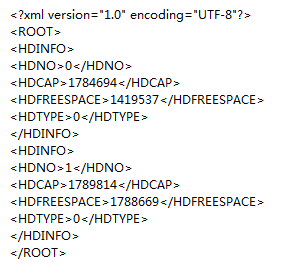 <?xml version="1.0" encoding="UTF-8"?>
<ROOT>
<HDINFO>
<HDNO>0</HDNO>
<HDCAP>1784694</HDCAP>
<HDFREESPACE>1419537</HDFREESPACE>
<HDTYPE>0</HDTYPE>
</HDINFO>
<HDINFO>
<HDNO>1</HDNO>
<HDCAP>1789814</HDCAP>
<HDFREESPACE>1788669</HDFREESPACE>
<HDTYPE>0</HDTYPE>
</HDINFO>
</ROOT>